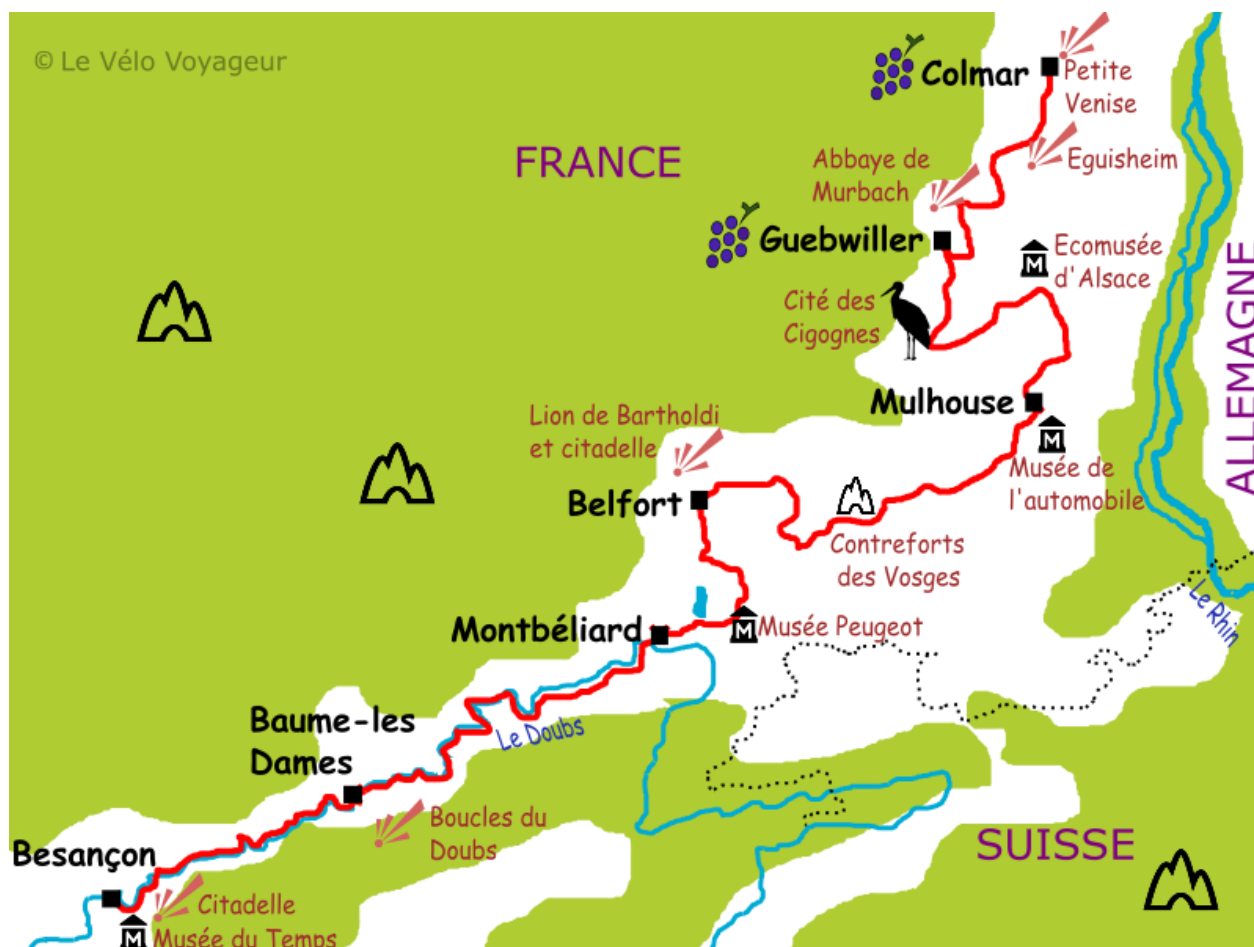 © Le Vélo Voyageur
Colmar
Petite
Venise
FRANCE
Abbaye de
Murbach
Eguisheim
Guebwiller
Ecomusée
d'Alsace
ALLEMAGNE
Cité des
Cigognes
Mulhouse
Lion de Bartholdi
et citadelle
M
M
Musée de
l'automobile
Belfort
Contreforts
des Vosges
Le Rhin
Montbéliard
M
Musée Peugeot
Baume-les
Dames
Le Doubs
Boucles du
Doubs
SUISSE
Besançon
Citadelle
M
Musée du Temps